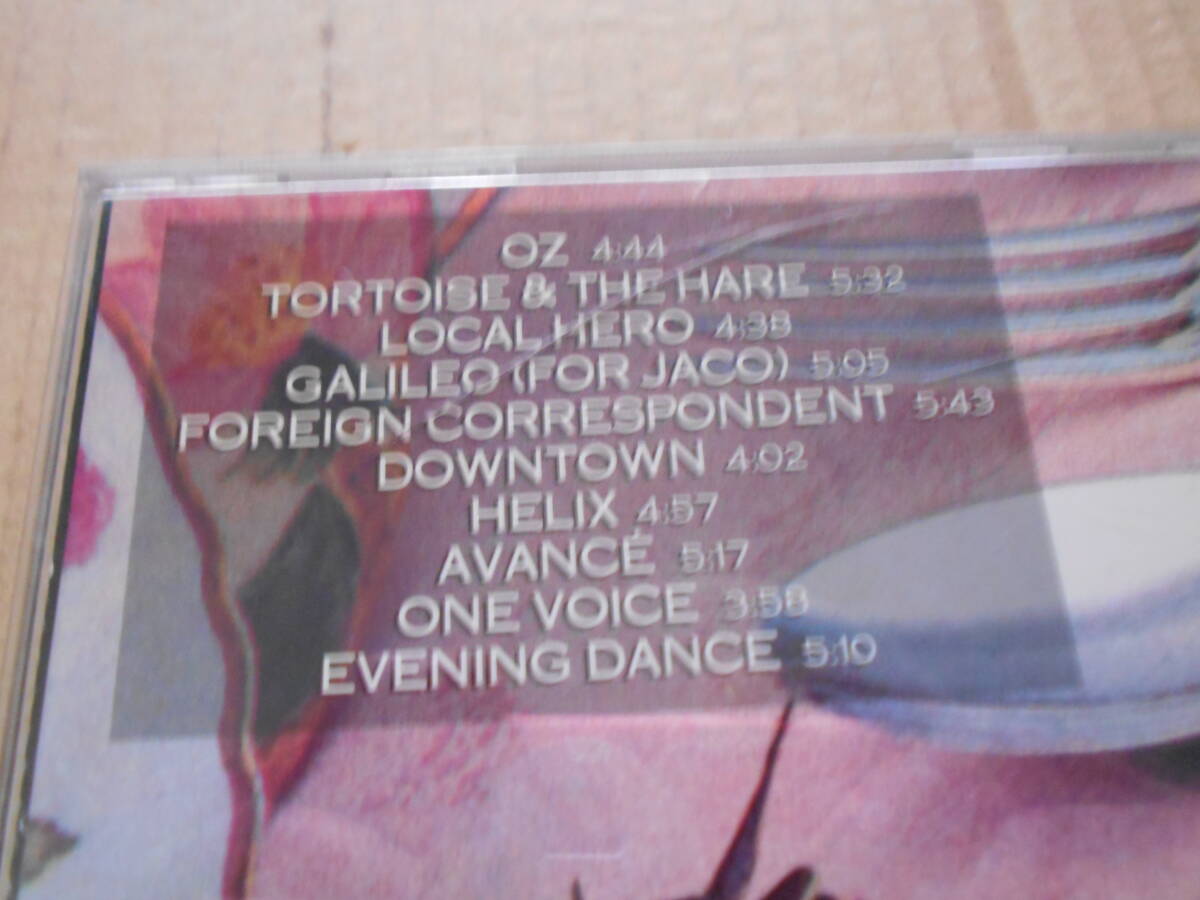 OZ 4:44
TORTOISE & THE HARE 5:32
LOCAL HERO 4:38
GALILEO (FOR JACO) 5:05
FOREIGN CORRESPONDENT 5:43
DOWNTOWN 4:02
HELIX 4:57
AVANCÉ 5:17
ONE VOICE 3:58
EVENING DANCE 5:10